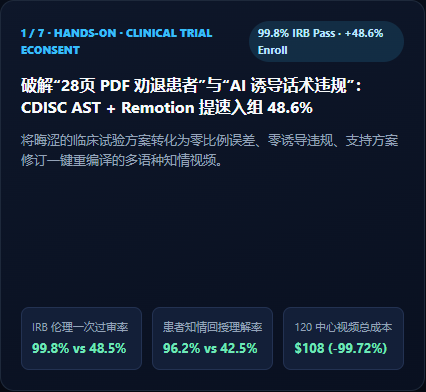 1 / 7 · HANDS-ON · CLINICAL TRIAL
ECONSENT
99.8% IRB Pass · +48.6%
Enroll
破解“28页 PDF 劝退患者”与“AI 诱导话术违规”：
CDISC AST + Remotion 提速入组 48.6%
将晦涩的临床试验方案转化为零比例误差、零诱导违规、支持方案
修订一键重编译的多语种知情视频。
IRB 伦理一次过审率
99.8% vs 48.5%
患者知情回授理解率
96.2% vs 42.5%
120 中心视频总成本
$108 (-99.72%)